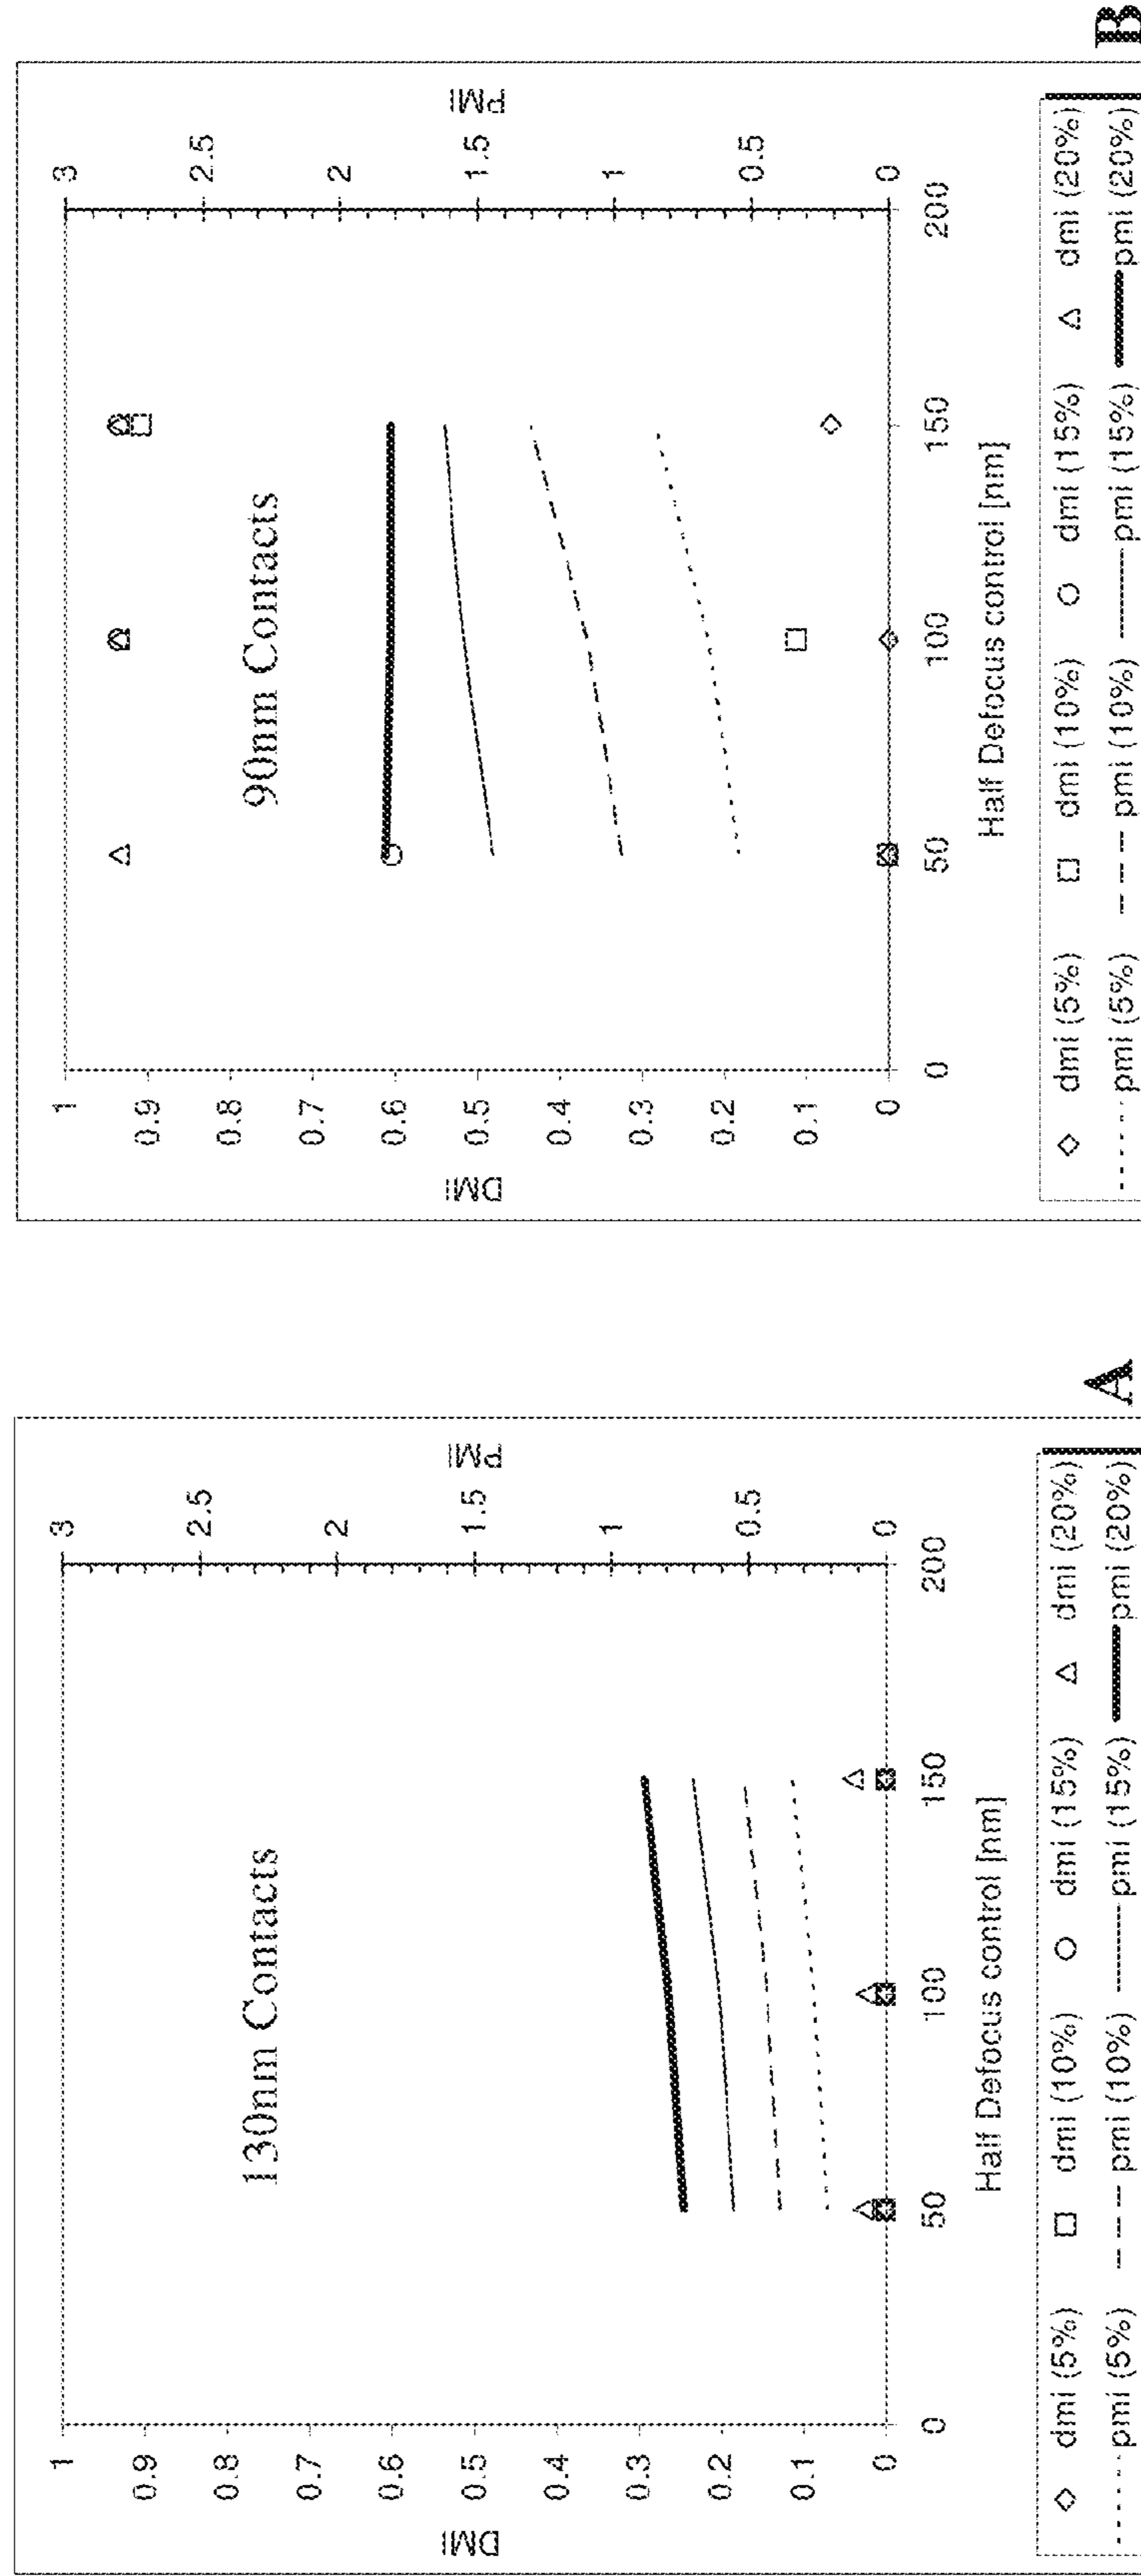 130nm Contacts
DMI
1
0.9
0.8
0.7
0.6
0.5
0.4
0.3
0.2
0.1
0
PMI
3
2.5
2
1.5
1
0.5
0
0 50 100 150 200
Half Defocus control [nm]
dmi (5%) dmi (10%) dmi (15%) dmi (20%)
pmi (5%) pmi (10%) pmi (15%) pmi (20%)
A
90nm Contacts
DMI
1
0.9
0.8
0.7
0.6
0.5
0.4
0.3
0.2
0.1
0
PMI
3
2.5
2
1.5
1
0.5
0
0 50 100 150 200
Half Defocus control [nm]
dmi (5%) dmi (10%) dmi (15%) dmi (20%)
pmi (5%) pmi (10%) pmi (15%) pmi (20%)
B